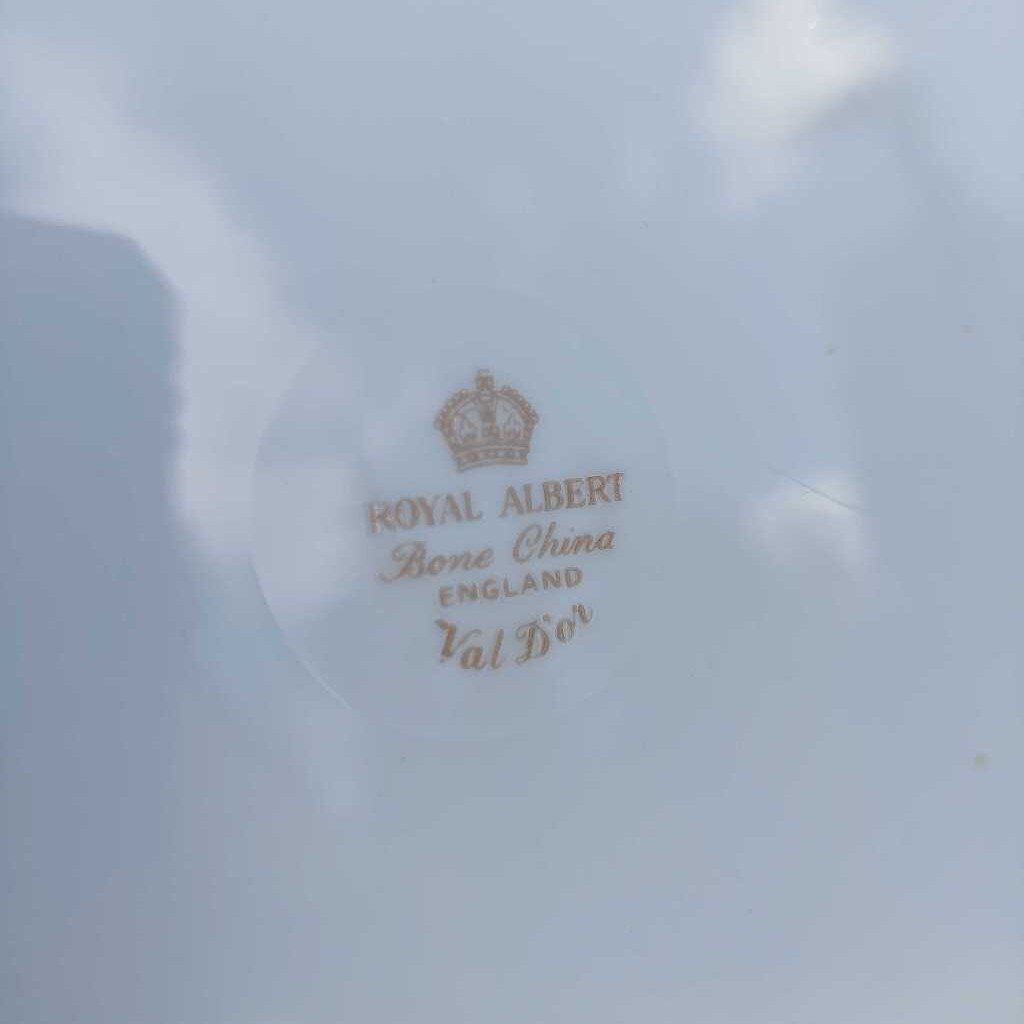 ROYAL ALBERT
Bone China
ENGLAND
Val D'or